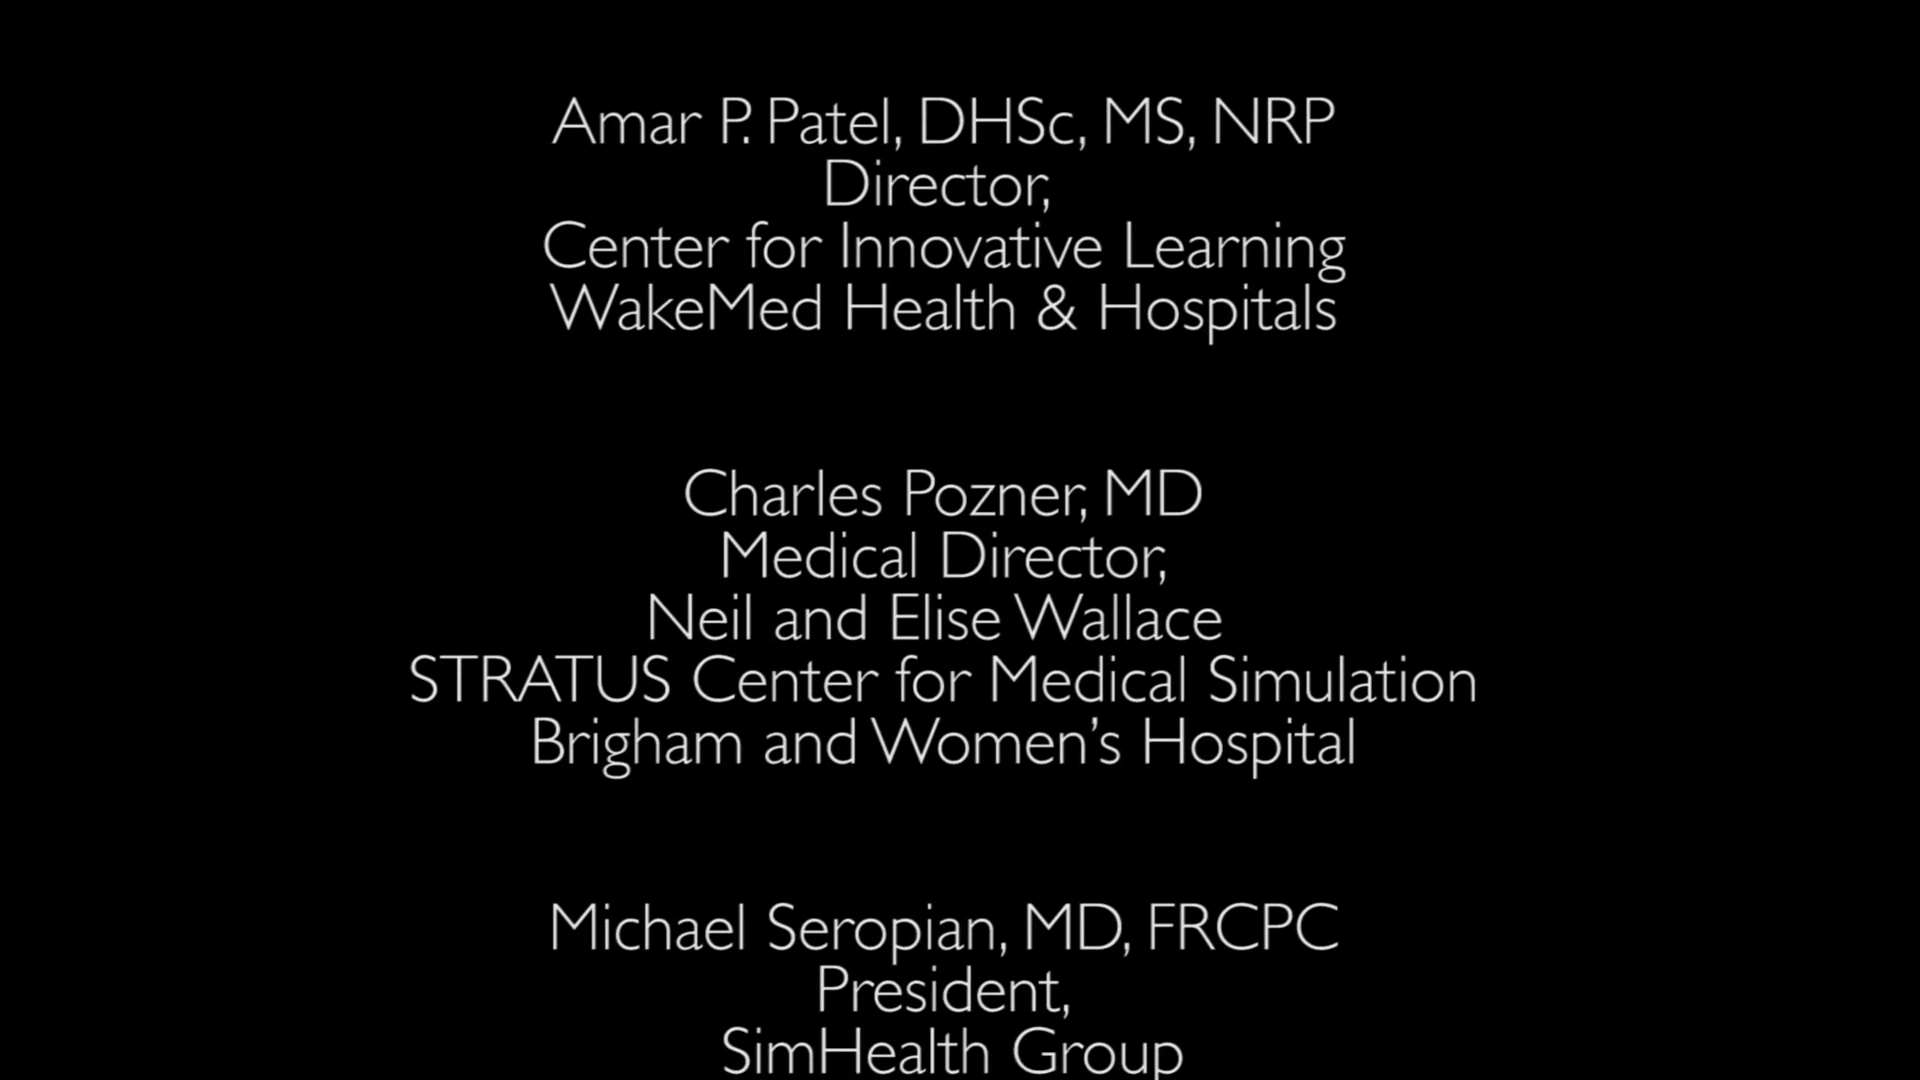 Amar P. Patel, DHSc, MS, NRP
Director,
Center for Innovative Learning
WakeMed Health & Hospitals
Charles Pozner, MD
Medical Director,
Neil and Elise Wallace
STRATUS Center for Medical Simulation
Brigham and Women’s Hospital
Michael Seropian, MD, FRCPC
President,
SimHealth Group